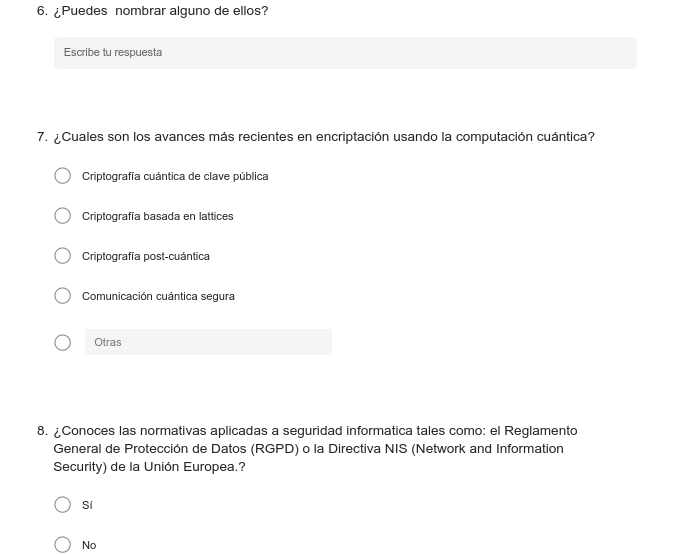 6. ¿Puedes  nombrar alguno de ellos?
Escribe tu respuesta
7. ¿Cuales son los avances más recientes en encriptación usando la computación cuántica?
Criptografía cuántica de clave pública
Criptografía basada en lattices
Criptografía post-cuántica
Comunicación cuántica segura
Otras
8. ¿Conoces las normativas aplicadas a seguridad informatica tales como: el Reglamento
General de Protección de Datos (RGPD) o la Directiva NIS (Network and Information
Security) de la Unión Europea.?
Sí
No